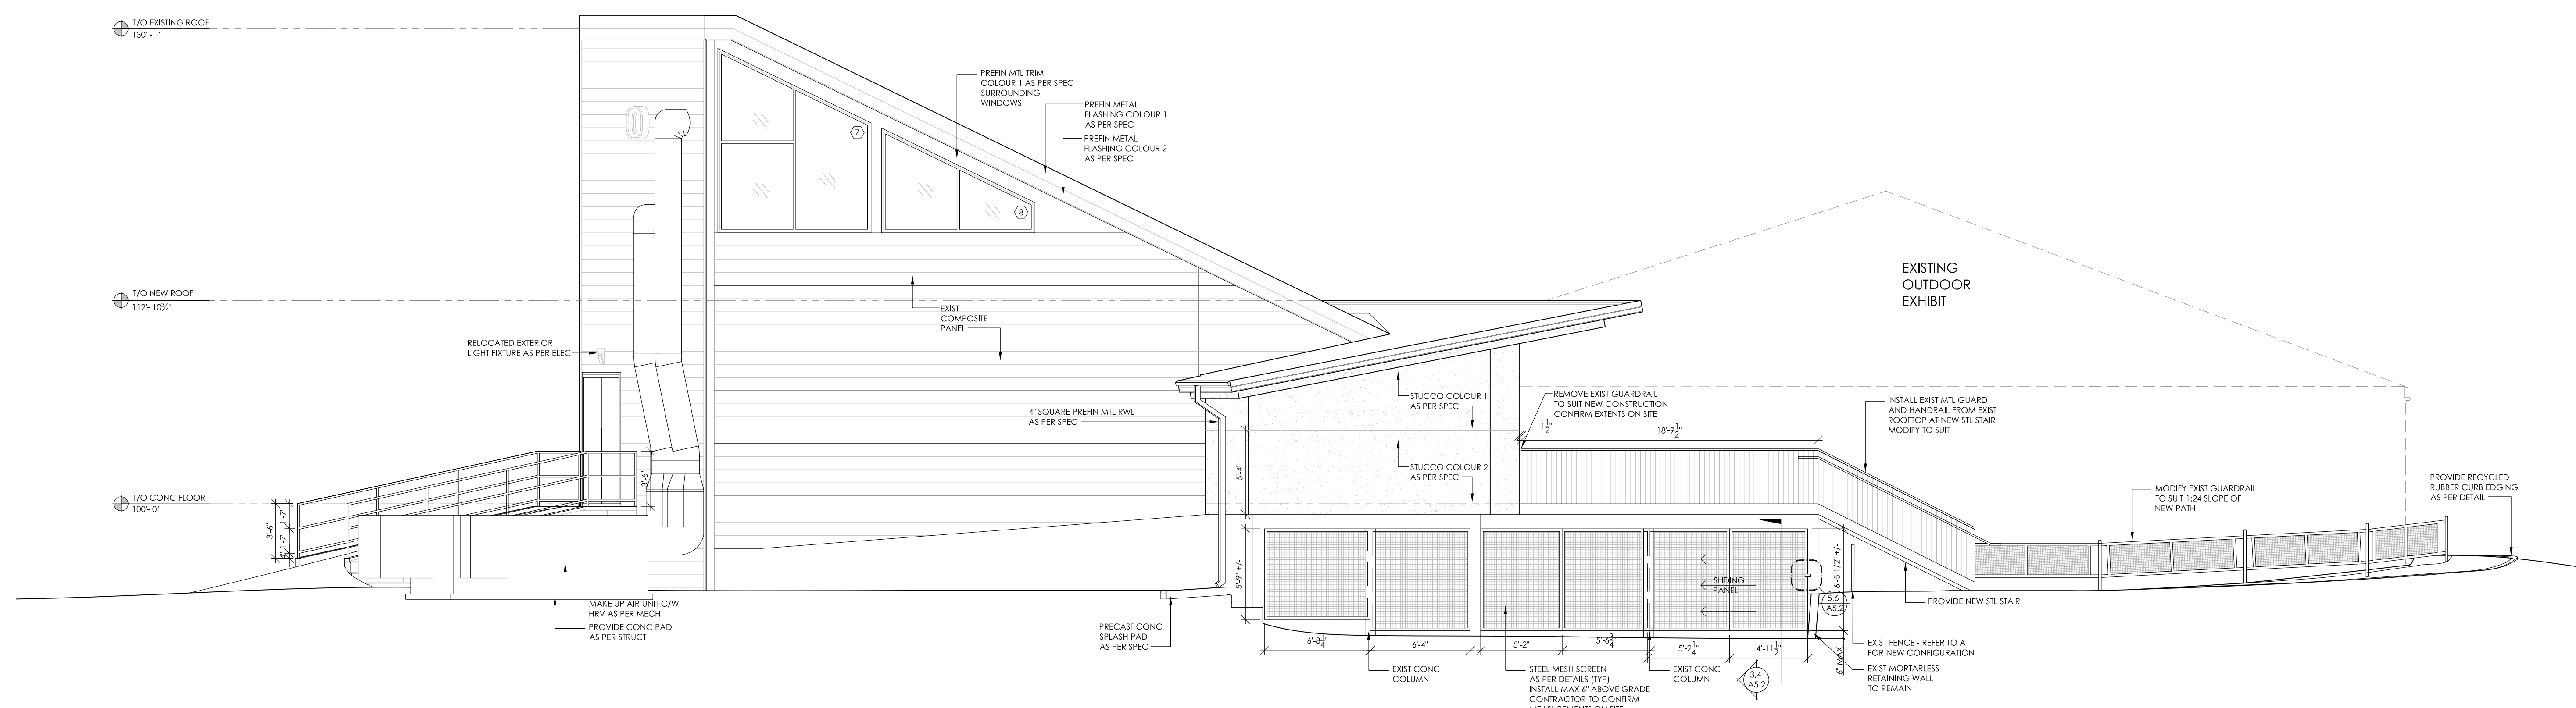 T/O EXISTING ROOF
130' - 1"
PREFIN MTL TRIM
COLOUR 1 AS PER SPEC
SURROUNDING
WINDOWS
PREFIN METAL
FLASHING COLOUR 1
AS PER SPEC
PREFIN METAL
FLASHING COLOUR 2
AS PER SPEC
7
8
EXISTING
OUTDOOR
EXHIBIT
T/O NEW ROOF
112'- 10¾"
EXIST
COMPOSITE
PANEL
RELOCATED EXTERIOR
LIGHT FIXTURE AS PER ELEC
4" SQUARE PREFIN MTL RWL
AS PER SPEC
STUCCO COLOUR 1
AS PER SPEC
REMOVE EXIST GUARDRAIL
TO SUIT NEW CONSTRUCTION
CONFIRM EXTENTS ON SITE
1½"
18'-9½"
INSTALL EXIST MTL GUARD
AND HANDRAIL FROM EXIST
ROOFTOP AT NEW STL STAIR
MODIFY TO SUIT
STUCCO COLOUR 2
AS PER SPEC
5'-4"
3'-6"
T/O CONC FLOOR
100'- 0"
3'-6"
1'-7"
1'-7"
4"
MODIFY EXIST GUARDRAIL
TO SUIT 1:24 SLOPE OF
NEW PATH
PROVIDE RECYCLED
RUBBER CURB EDGING
AS PER DETAIL
5'-9" +/-
6'-5 1/2" +/-
SLIDING
PANEL
5,6
A5.2
MAKE UP AIR UNIT C/W
HRV AS PER MECH
PROVIDE CONC PAD
AS PER STRUCT
PRECAST CONC
SPLASH PAD
AS PER SPEC
PROVIDE NEW STL STAIR
6'-8¼"
6'-4"
5'-2"
5'-6¾"
5'-2¼"
4'-11½"
6" MAX
EXIST CONC
COLUMN
STEEL MESH SCREEN
AS PER DETAILS (TYP)
INSTALL MAX 6" ABOVE GRADE
CONTRACTOR TO CONFIRM
MEASUREMENTS ON SITE
EXIST CONC
COLUMN
3,4
A5.2
EXIST FENCE - REFER TO A1
FOR NEW CONFIGURATION
EXIST MORTARLESS
RETAINING WALL
TO REMAIN